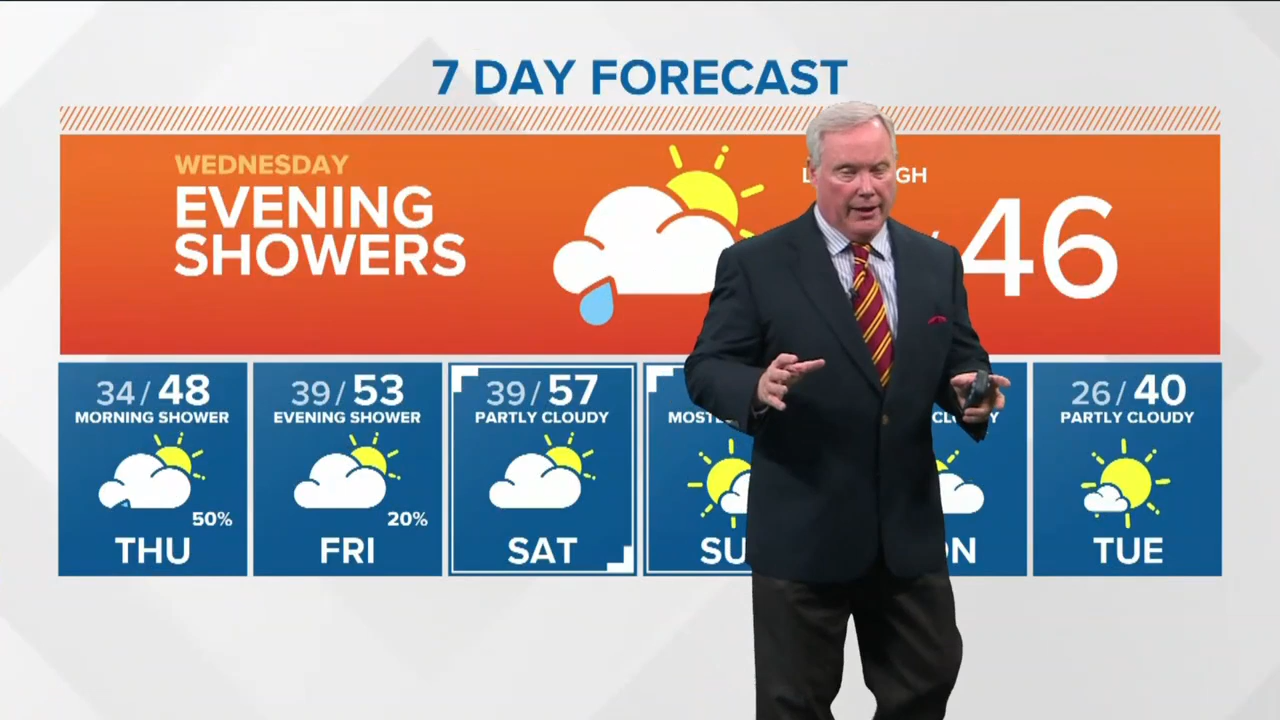 7 DAY FORECAST
WEDNESDAY
EVENING
SHOWERS
46
34 / 48
MORNING SHOWER
50%
THU
39 / 53
EVENING SHOWER
20%
FRI
39 / 57
PARTLY CLOUDY
SAT
26 / 40
PARTLY CLOUDY
TUE